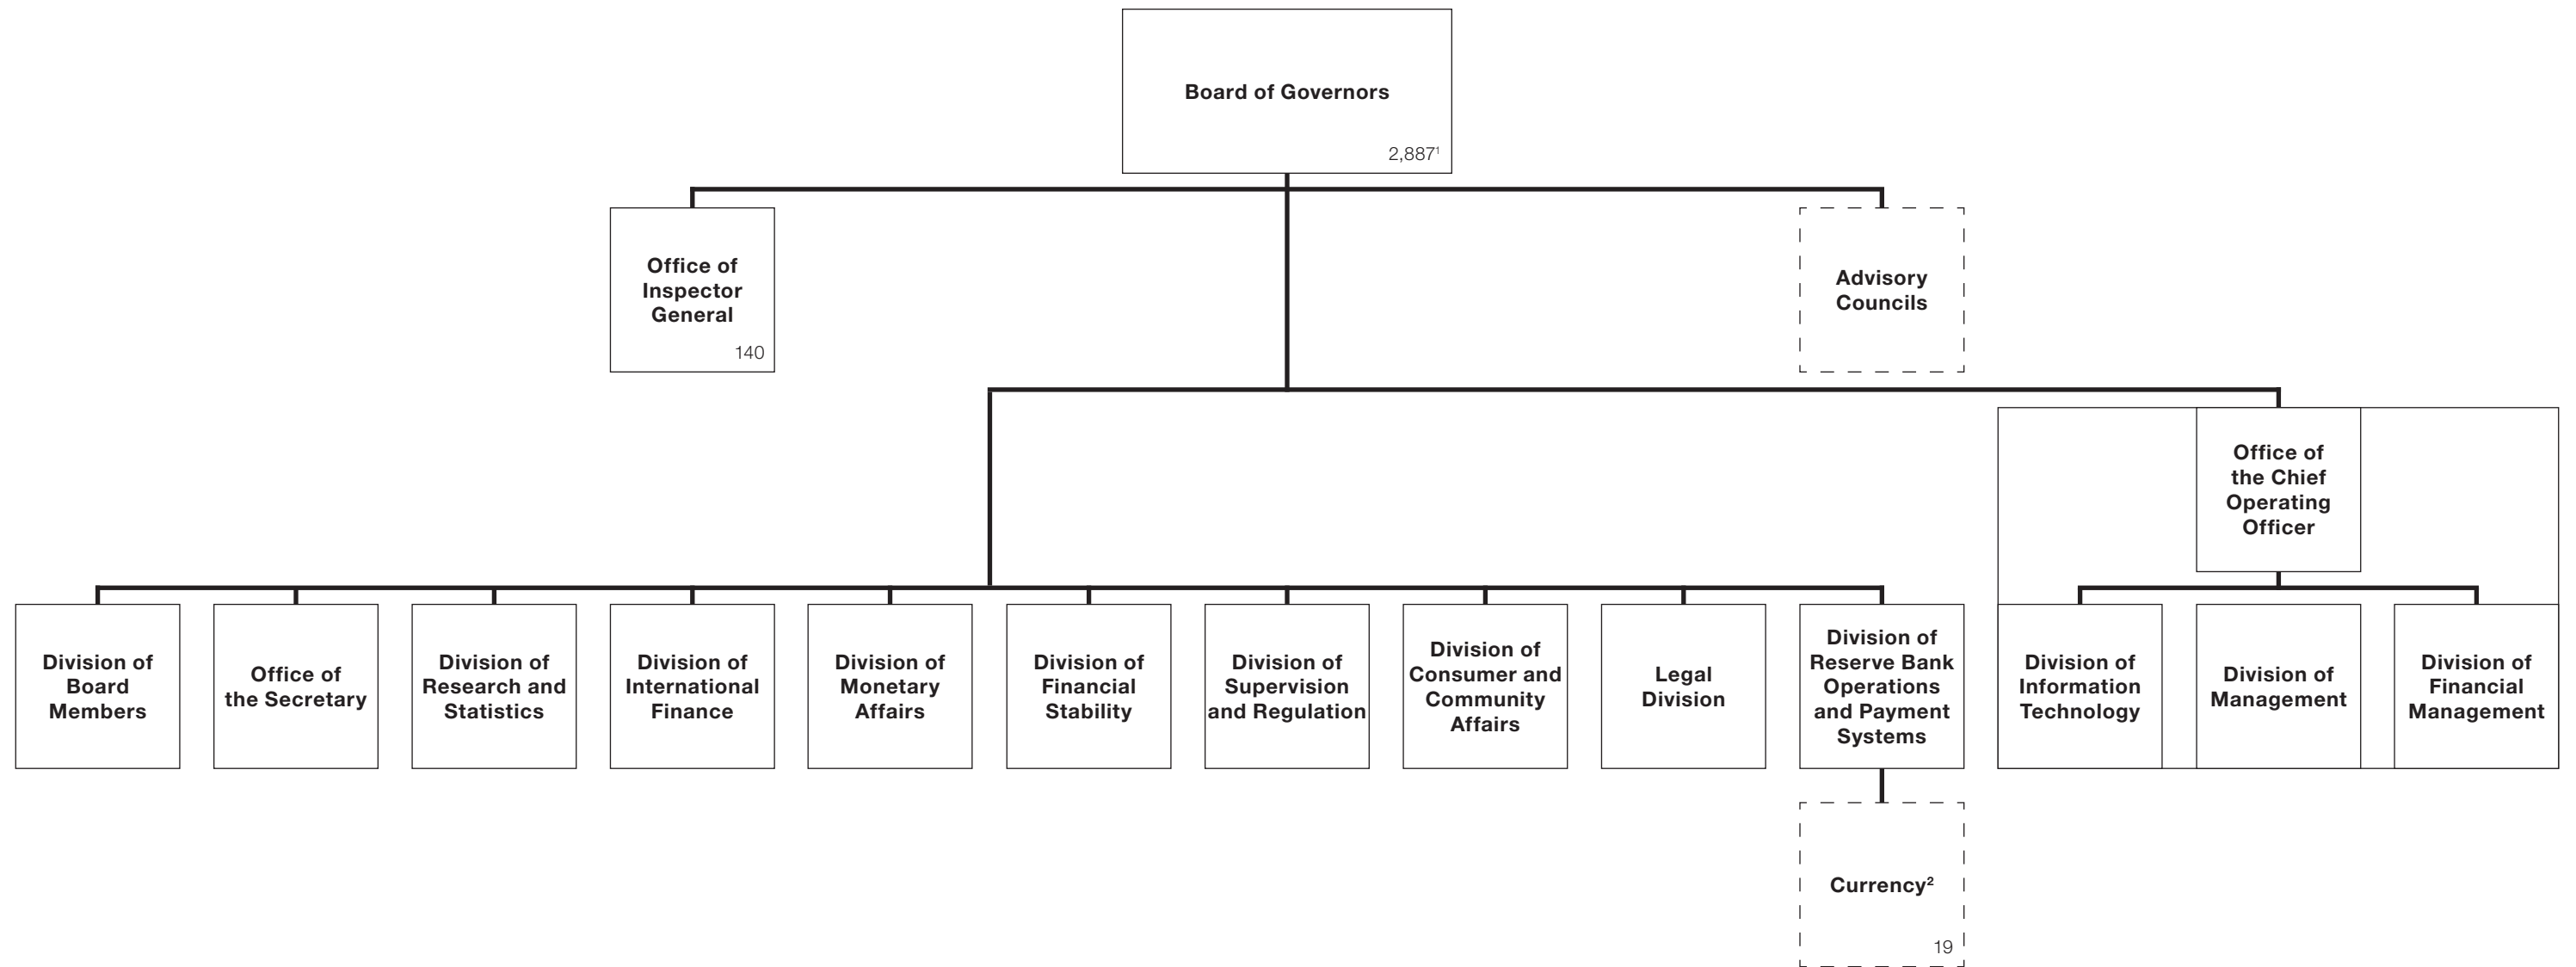 Board of Governors
2,887¹
Office of
Inspector
General
140
Advisory
Councils
Office of
the Chief
Operating
Officer
Division of
Board
Members
Office of
the Secretary
Division of
Research and
Statistics
Division of
International
Finance
Division of
Monetary
Affairs
Division of
Financial
Stability
Division of
Supervision
and Regulation
Division of
Consumer and
Community
Affairs
Legal
Division
Division of
Reserve Bank
Operations
and Payment
Systems
Division of
Information
Technology
Division of
Management
Division of
Financial
Management
Currency²
19